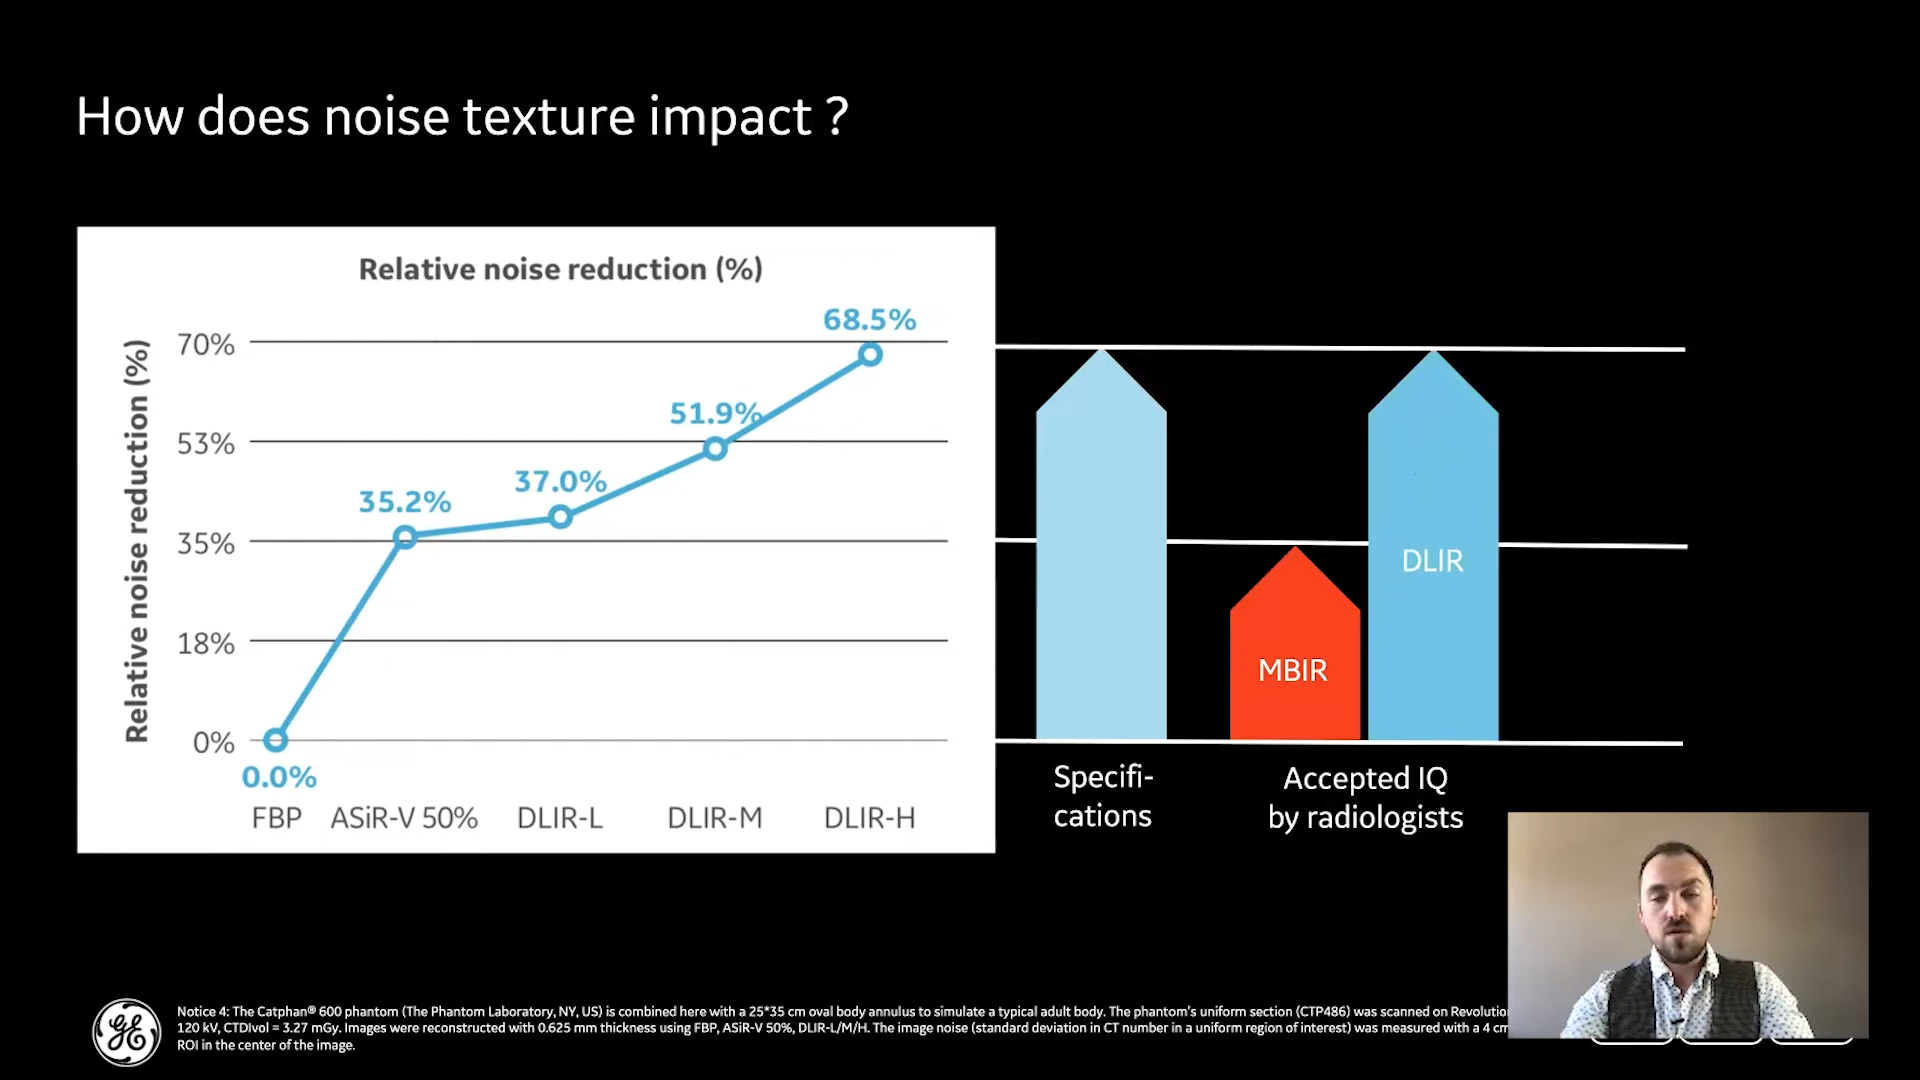 How does noise texture impact ?
Relative noise reduction (%)
Relative noise reduction (%)
70%
53%
35%
18%
0%
0.0%
35.2%
37.0%
51.9%
68.5%
FBP
ASiR-V 50%
DLIR-L
DLIR-M
DLIR-H
MBIR
DLIR
Specifi-
cations
Accepted IQ
by radiologists
GE
Notice 4: The Catphan® 600 phantom (The Phantom Laboratory, NY, US) is combined here with a 25*35 cm oval body annulus to simulate a typical adult body. The phantom's uniform section (CTP486) was scanned on Revolutio
120 kV, CTDIvol = 3.27 mGy. Images were reconstructed with 0.625 mm thickness using FBP, ASiR-V 50%, DLIR-L/M/H. The image noise (standard deviation in CT number in a uniform region of interest) was measured with a 4 cm
ROI in the center of the image.